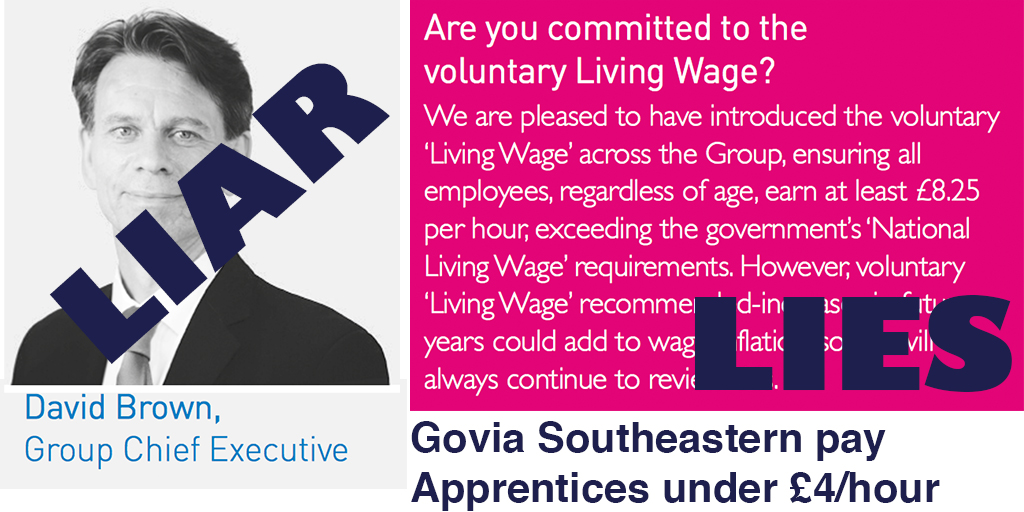 LIAR
David Brown,
Group Chief Executive
Are you committed to the
voluntary Living Wage?
We are pleased to have introduced the voluntary
‘Living Wage’ across the Group, ensuring all
employees, regardless of age, earn at least £8.25
per hour, exceeding the government’s ‘National
Living Wage’ requirements. However, voluntary
‘Living Wage’ in
years could add to
always continue to
LIES
Govia Southeastern pay
Apprentices under £4/hour